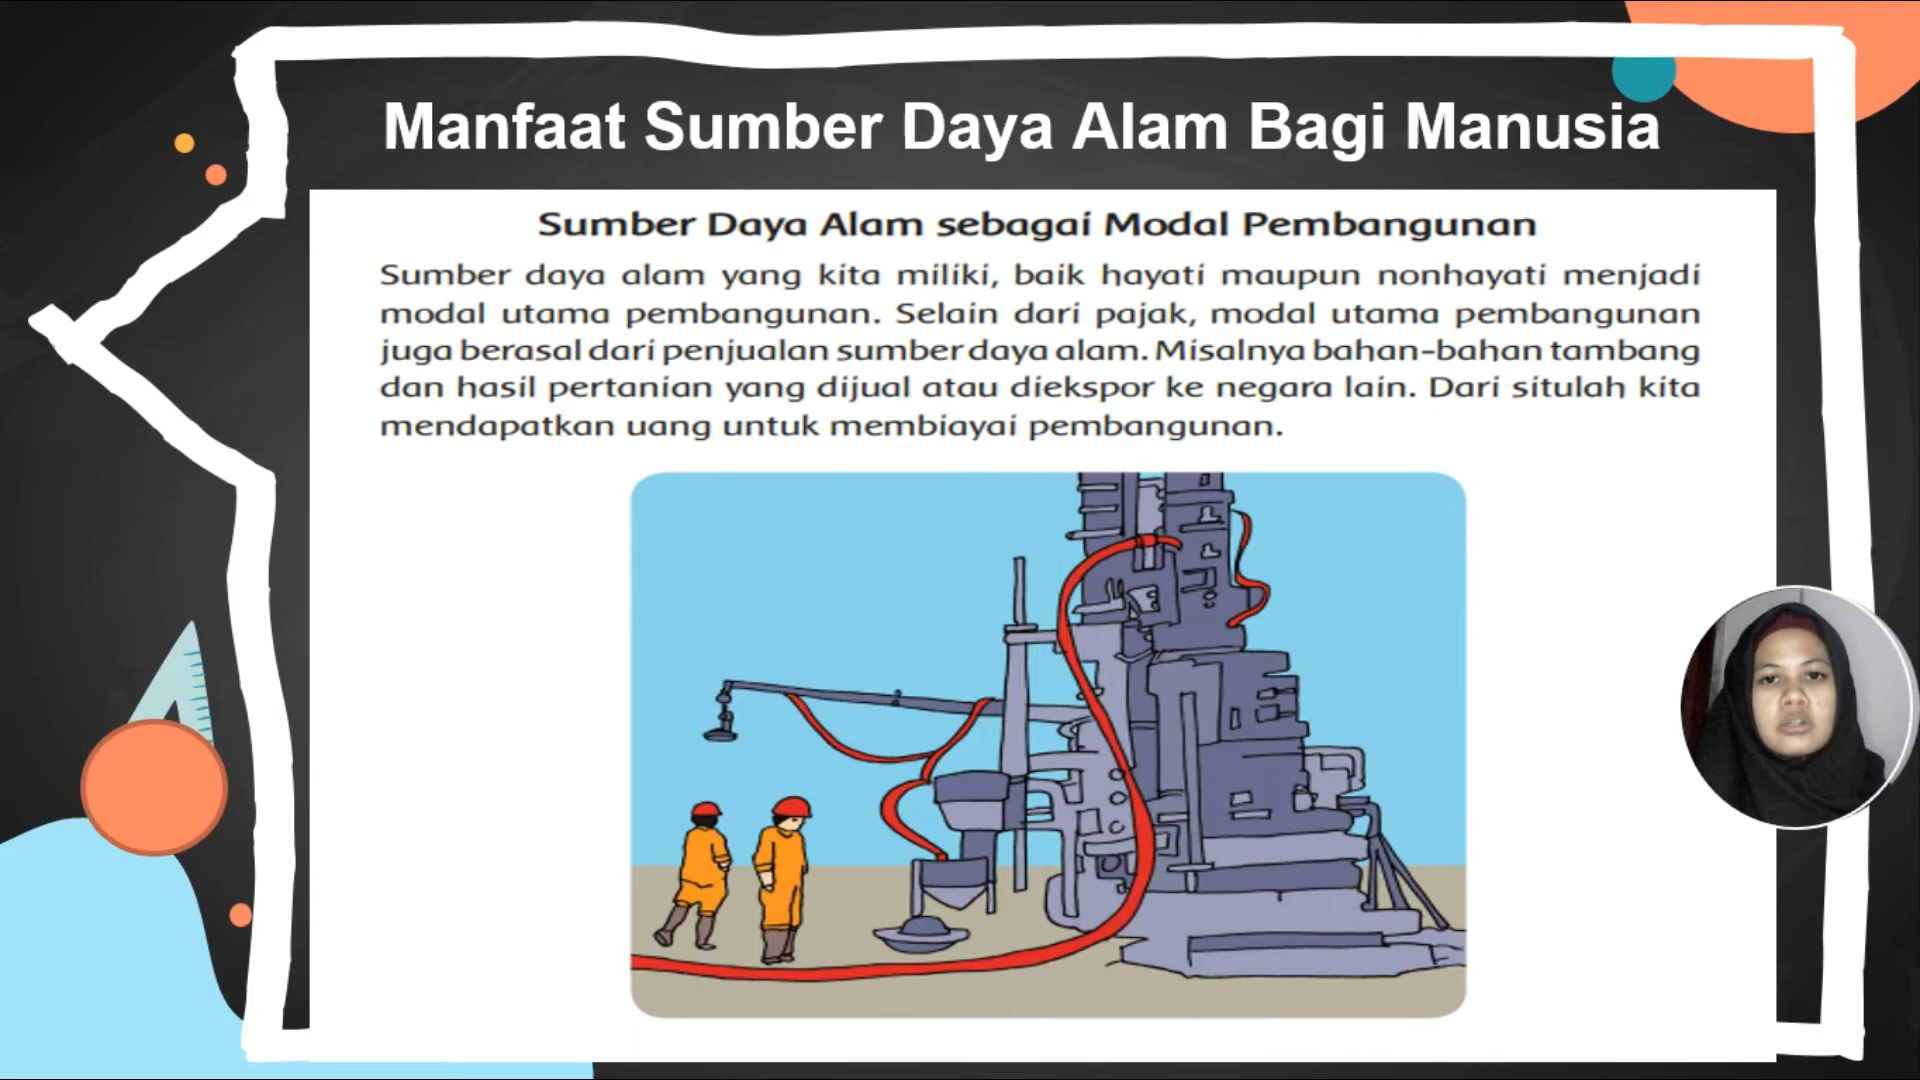 Manfaat Sumber Daya Alam Bagi Manusia
Sumber Daya Alam sebagai Modal Pembangunan
Sumber daya alam yang kita miliki, baik hayati maupun nonhayati menjadi
modal utama pembangunan. Selain dari pajak, modal utama pembangunan
juga berasal dari penjualan sumber daya alam. Misalnya bahan-bahan tambang
dan hasil pertanian yang dijual atau diekspor ke negara lain. Dari situlah kita
mendapatkan uang untuk membiayai pembangunan.